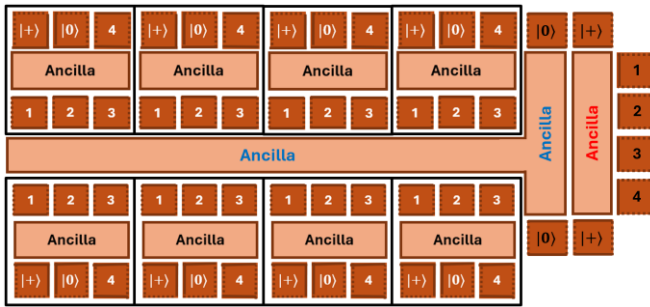 |+⟩ |0⟩ 4 |+⟩ |0⟩ 4 |+⟩ |0⟩ 4 |+⟩ |0⟩ 4 |0⟩ |+⟩
Ancilla Ancilla Ancilla Ancilla
1 2 3 1 2 3 1 2 3 1 2 3
Ancilla
Ancilla
Ancilla
1
2
3
4
1 2 3 1 2 3 1 2 3 1 2 3
Ancilla Ancilla Ancilla Ancilla
|0⟩ |+⟩
|+⟩ |0⟩ 4 |+⟩ |0⟩ 4 |+⟩ |0⟩ 4 |+⟩ |0⟩ 4